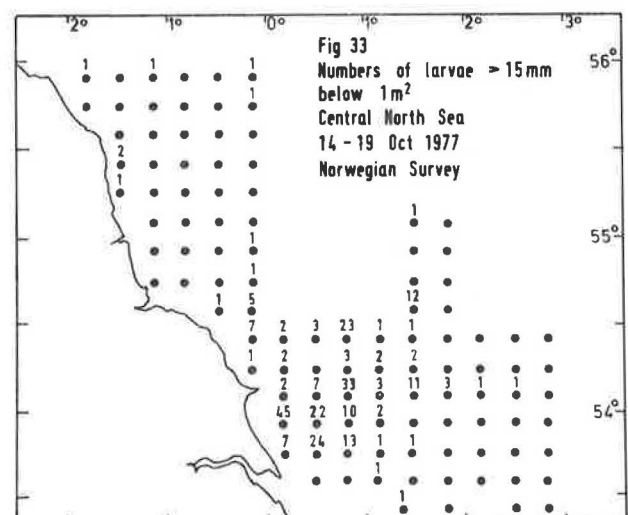 2° 1° 0° 1° 2° 3°
Fig 33
56°
1 1 1
Numbers of larvae > 15mm
1
below 1m²
Central North Sea
14 - 19 Oct 1977
2
Norwegian Survey
1
1
1
55°
1
1 5 12
7 2 3 23 1 1
1 2 3 2 2
2 7 33 3 11 3 1 1
45 22 10 2
54°
7 24 13 1 1
1
1